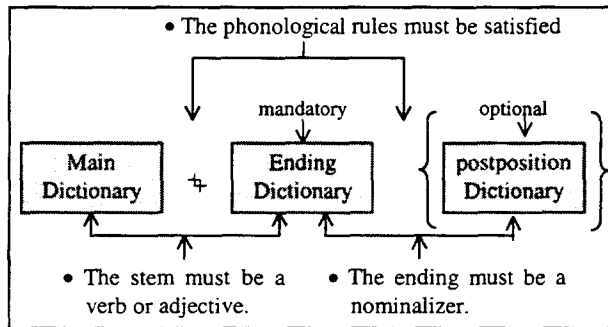 • The phonological rules must be satisfied
mandatory
optional
Main
Dictionary
+
Ending
Dictionary
postposition
Dictionary
• The stem must be a
verb or adjective.
• The ending must be a
nominalizer.